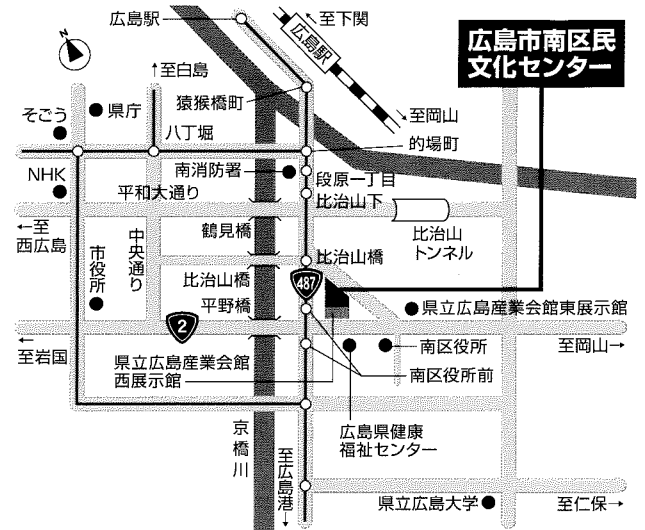 広島駅
至下関
広島駅
広島市南区民
文化センター
N
至白島
猿猴橋町
至岡山
そごう
県庁
八丁堀
的場町
NHK
南消防署
段原一丁目
平和大通り
比治山下
至
西広島
鶴見橋
比治山
トンネル
市役所
中央通り
比治山橋
比治山橋
487
平野橋
2
県立広島産業会館東展示館
至岩国
県立広島産業会館
西展示館
南区役所
至岡山
南区役所前
京橋川
至広島港
広島県健康
福祉センター
県立広島大学
至仁保